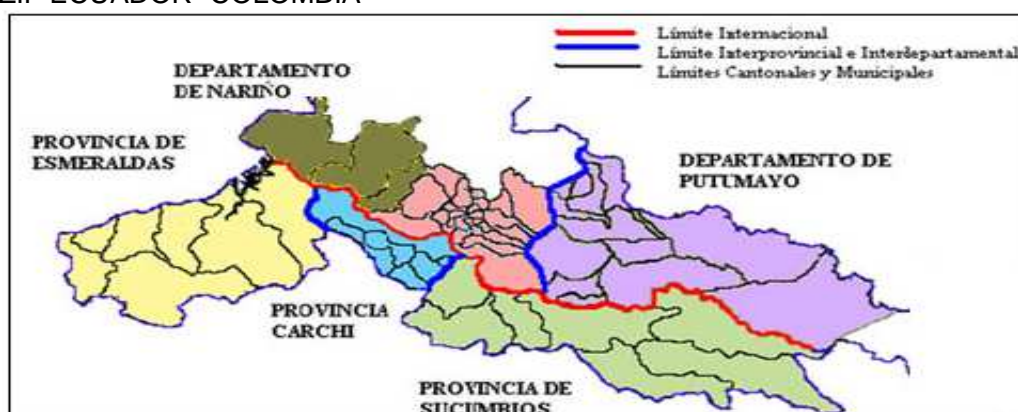 ZIF ECUADOR- COLOMBIA
Límite Internacional
Límite Interprovincial e Interdepartamental
Límites Cantonales y Municipales
DEPARTAMENTO
DE NARIÑO
PROVINCIA DE
ESMERALDAS
DEPARTAMENTO DE
PUTUMAYO
PROVINCIA
CARCHI
PROVINCIA DE
SUCUMBIOS